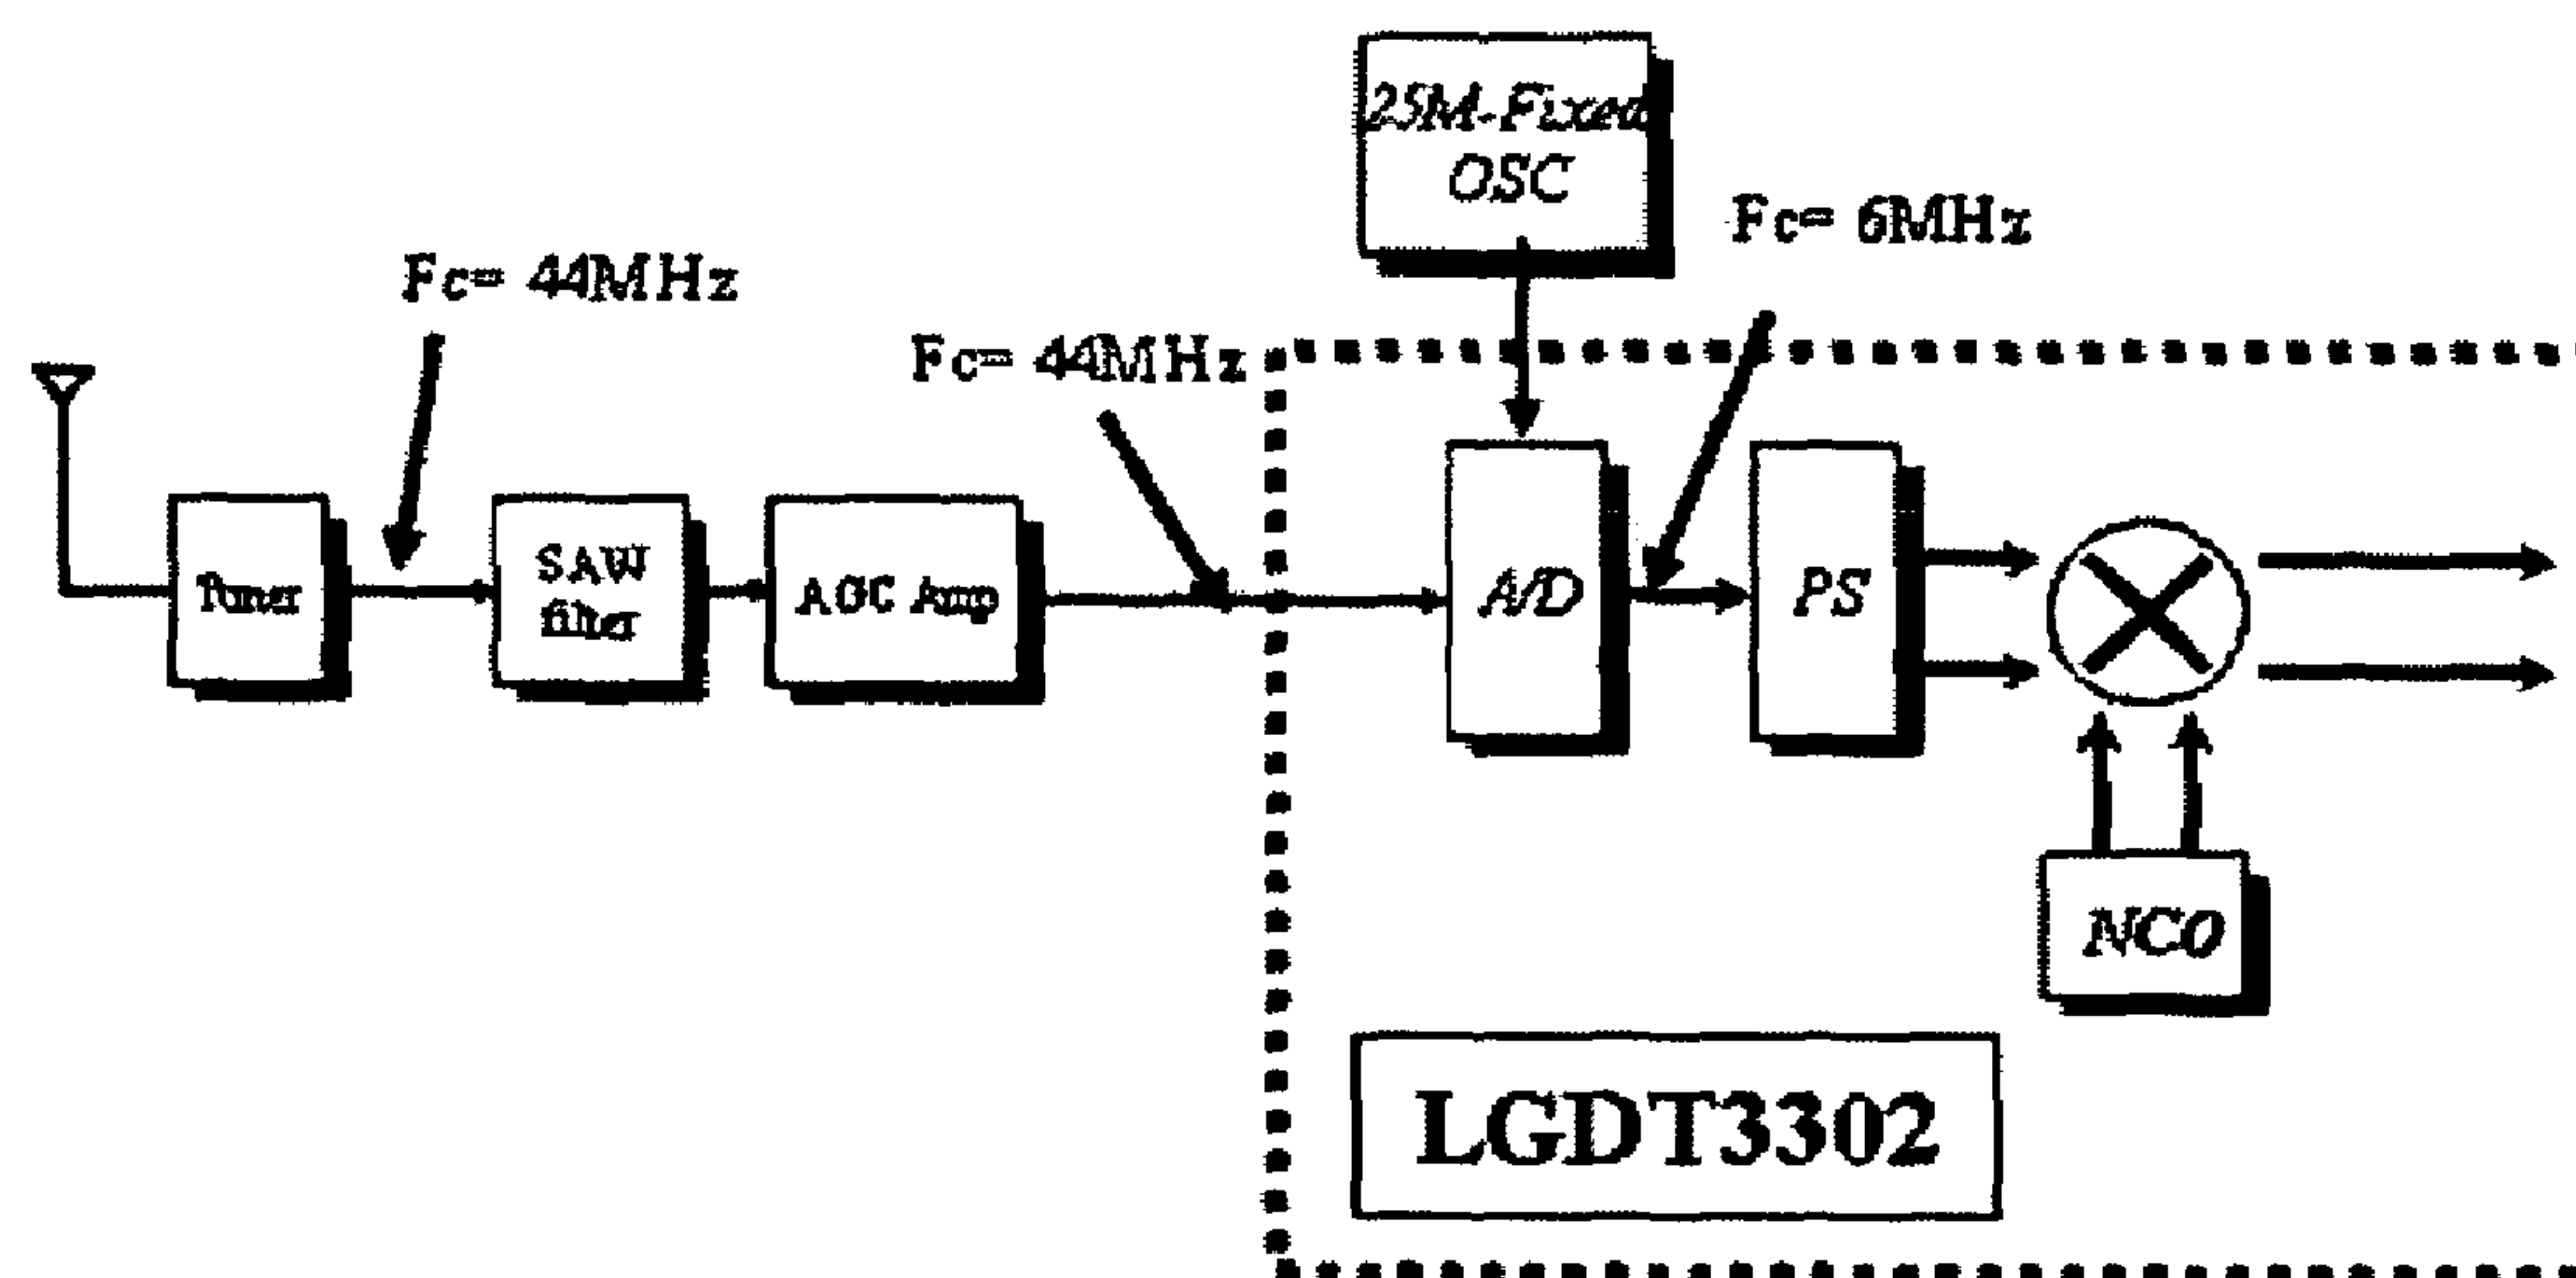 25M-Fixed
OSC
Fc= 6MHz
Fc= 44MHz
Fc= 44MHz
Tuner
SAW
filter
AGC Amp
A/D
PS
NCO
LGDT3302